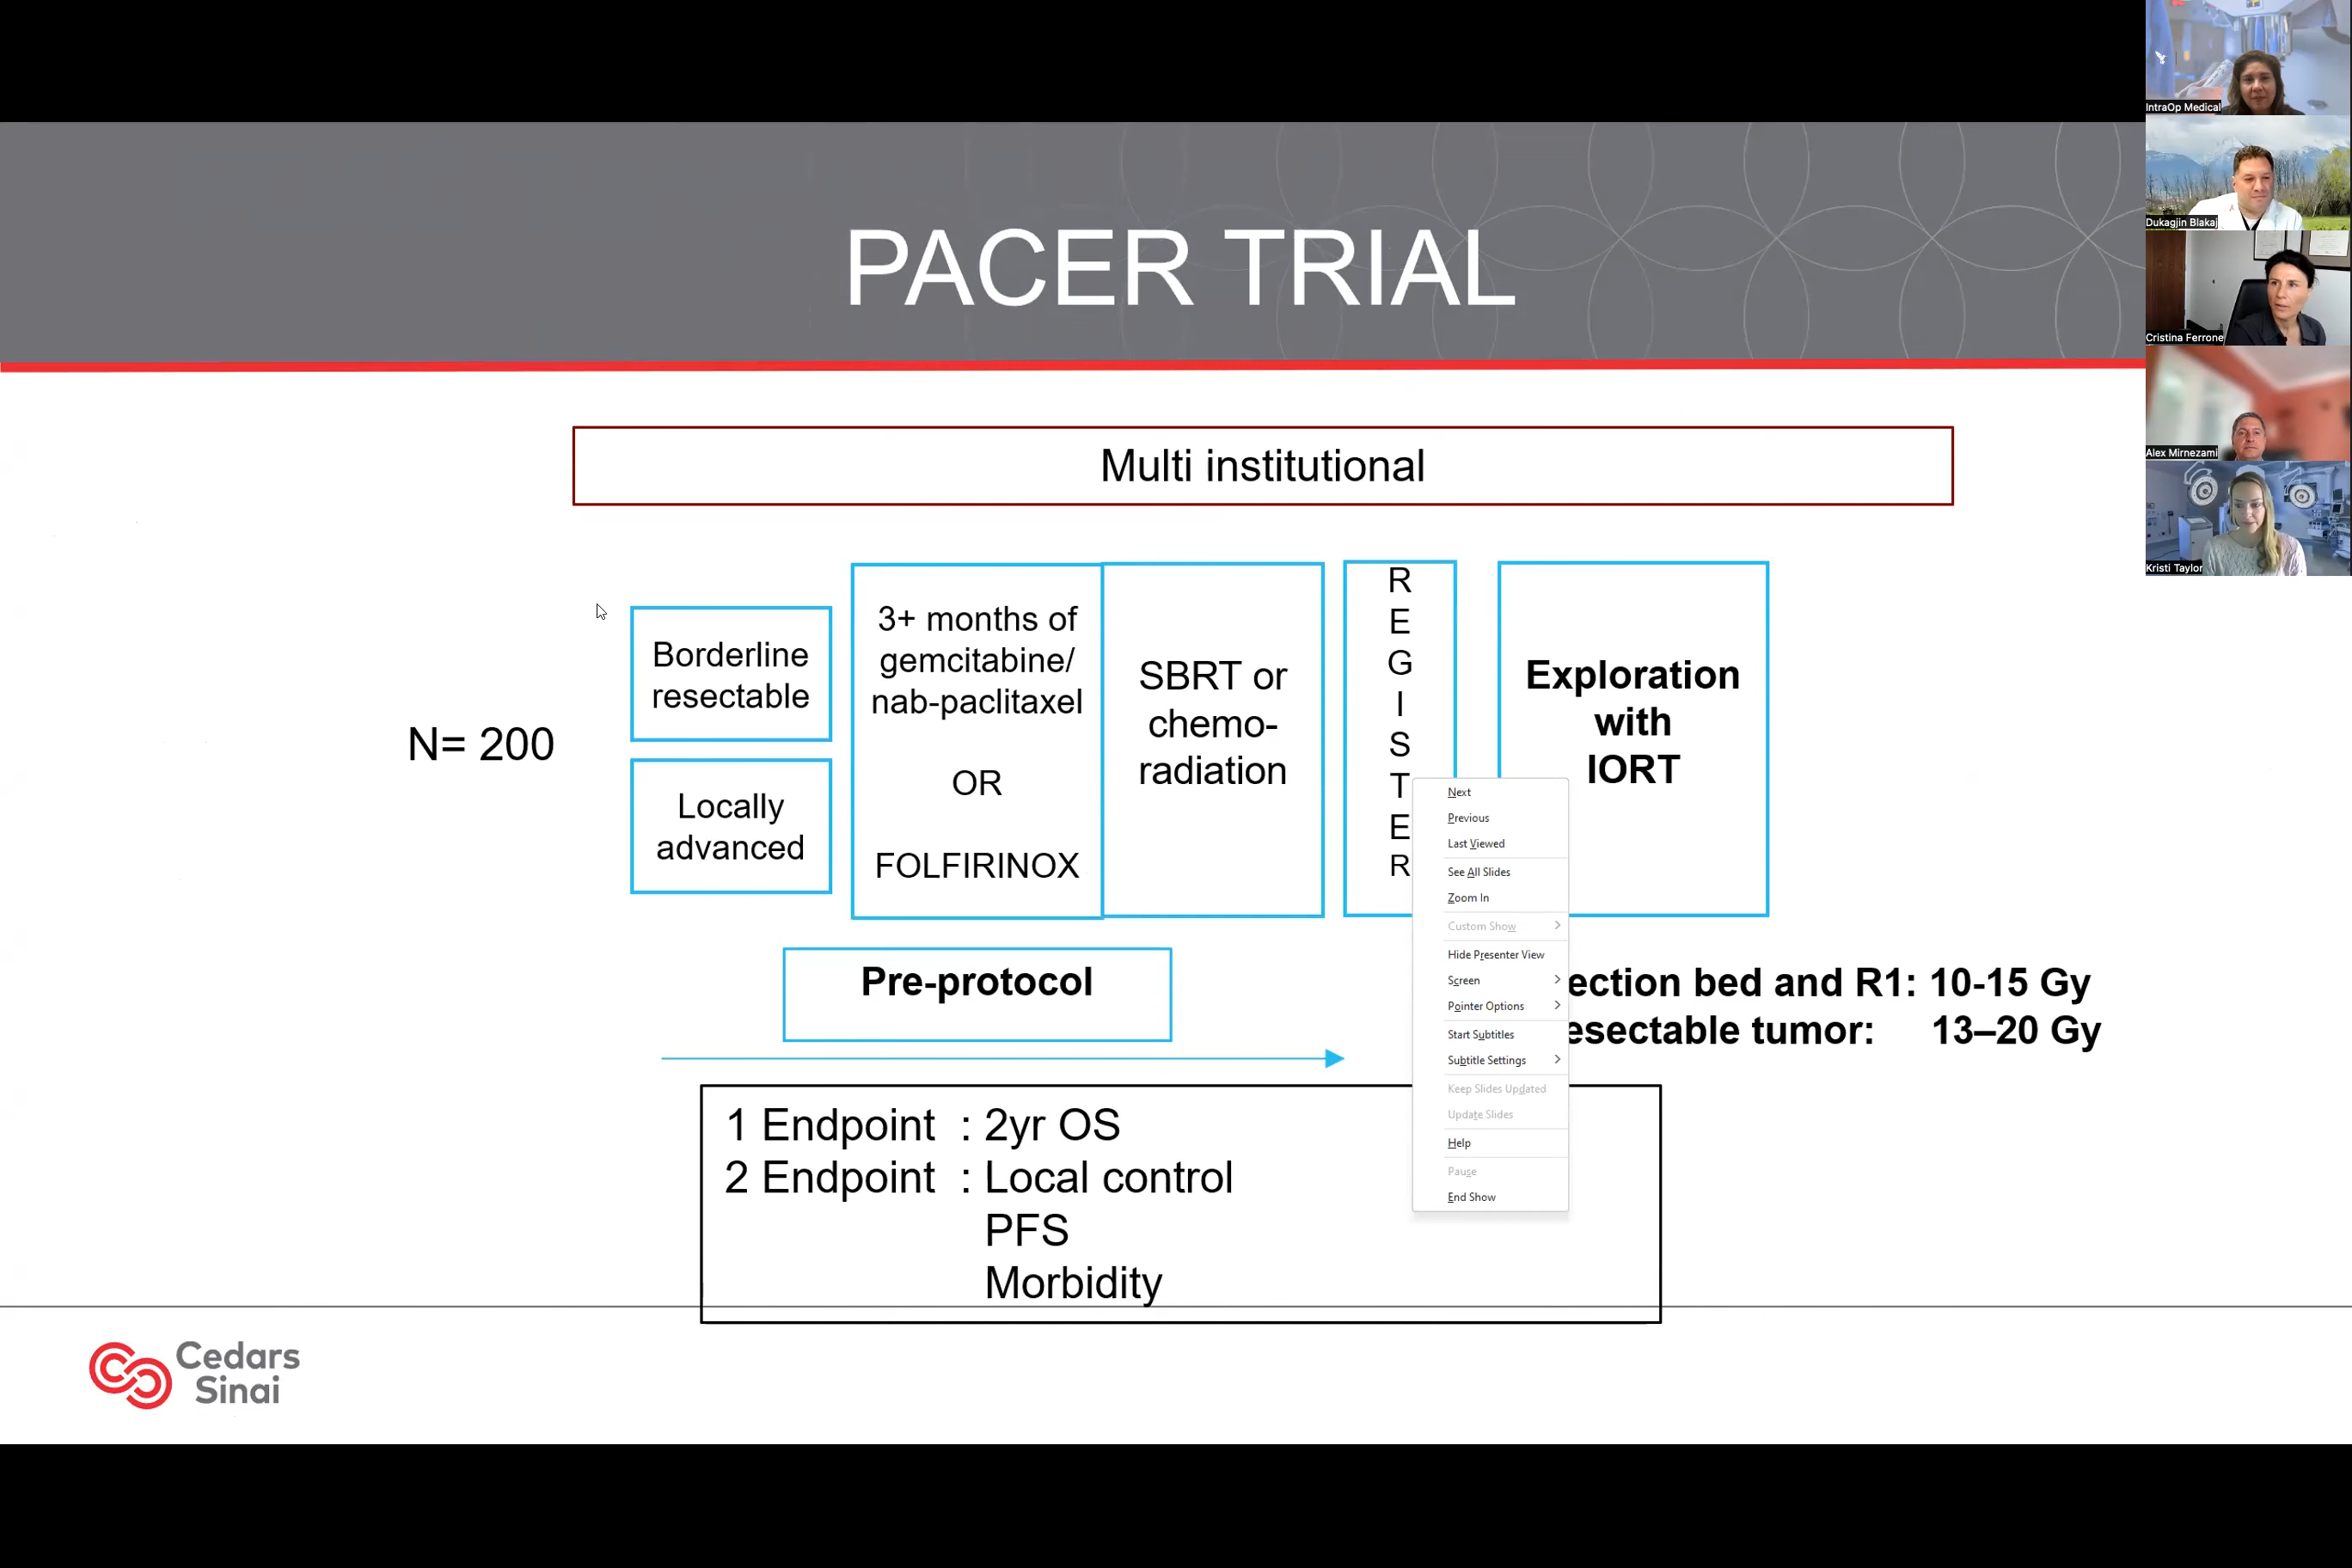 PACER TRIAL
Multi institutional
N= 200
Borderline
resectable
Locally
advanced
3+ months of
gemcitabine/
nab-paclitaxel
OR
FOLFIRINOX
SBRT or
chemo-
radiation
R
E
G
I
S
T
E
R
Exploration
with
IORT
Pre-protocol
bed and R1: 10-15 Gy
tumor: 13–20 Gy
1 Endpoint : 2yr OS
2 Endpoint : Local control
PFS
Morbidity
Next
Previous
Last Viewed
See All Slides
Zoom In
Custom Show
Hide Presenter View
Screen
Pointer Options
Start Subtitles
Subtitle Settings
Keep Slides Updated
Update Slides
Help
Pause
End Show
Cedars
Sinai
IntraOp Medical
Dukagjin Blakaj
Cristina Ferrone
Alex Mirnezami
Kristi Taylor